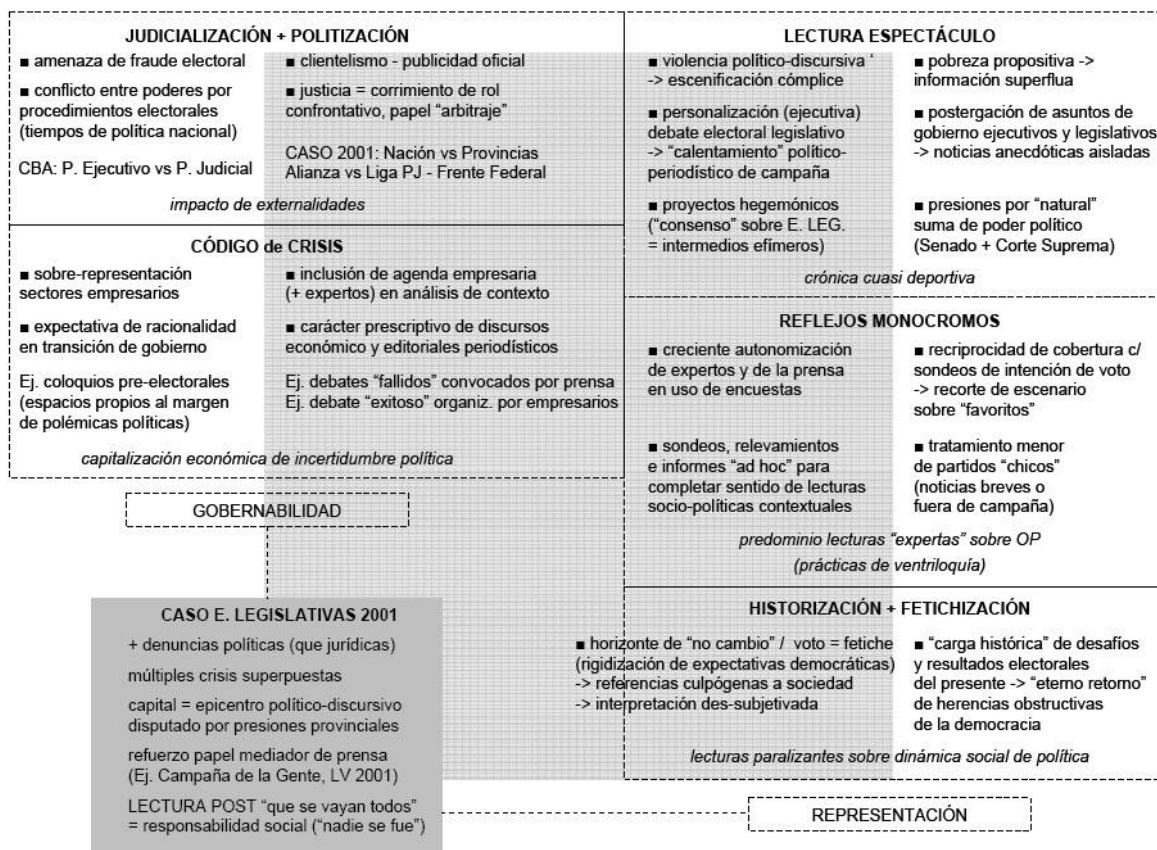 JUDICIALIZACIÓN + POLITIZACIÓN
■ amenaza de fraude electoral
■ conflicto entre poderes por
procedimientos electorales
(tiempos de política nacional)
CBA: P. Ejecutivo vs P. Judicial
■ clientelismo - publicidad oficial
■ justicia = corrimiento de rol
confrontativo, papel “arbitraje”
CASO 2001: Nación vs Provincias
Alianza vs Liga PJ - Frente Federal
impacto de externalidades
CÓDIGO de CRISIS
■ sobre-representación
sectores empresarios
■ expectativa de racionalidad
en transición de gobierno
Ej. coloquios pre-electorales
(espacios propios al margen
de polémicas políticas)
■ inclusión de agenda empresaria
(+ expertos) en análisis de contexto
■ carácter prescriptivo de discursos
económico y editoriales periodísticos
Ej. debates “fallidos” convocados por prensa
Ej. debate “exitoso” organiz. por empresarios
capitalización económica de incertidumbre política
GOBERNABILIDAD
CASO E. LEGISLATIVAS 2001
+ denuncias políticas (que jurídicas)
múltiples crisis superpuestas
capital = epicentro político-discursivo
disputado por presiones provinciales
refuerzo papel mediador de prensa
(Ej. Campaña de la Gente, LV 2001)
LECTURA POST “que se vayan todos”
= responsabilidad social (“nadie se fue”)
LECTURA ESPECTÁCULO
■ violencia político-discursiva ‘
-> escenificación cómplice
■ personalización (ejecutiva)
debate electoral legislativo
-> “calentamiento” político-
periodístico de campaña
■ proyectos hegemónicos
(“consenso” sobre E. LEG.
= intermedios efímeros)
■ pobreza propositiva ->
información superflua
■ postergación de asuntos de
gobierno ejecutivos y legislativos
-> noticias anecdóticas aisladas
■ presiones por “natural”
suma de poder político
(Senado + Corte Suprema)
crónica cuasi deportiva
REFLEJOS MONOCROMOS
■ creciente autonomización
de expertos y de la prensa
en uso de encuestas
■ sondeos, relevamientos
e informes “ad hoc” para
completar sentido de lecturas
socio-políticas contextuales
■ reciprocidad de cobertura c/
sondeos de intención de voto
-> recorte de escenario
sobre “favoritos”
■ tratamiento menor
de partidos “chicos”
(noticias breves o
fuera de campaña)
predominio lecturas “expertas” sobre OP
(prácticas de ventriloquía)
HISTORIZACIÓN + FETICHIZACIÓN
■ horizonte de “no cambio” / voto = fetiche
(rigidización de expectativas democráticas)
-> referencias culpógenas a sociedad
-> interpretación des-subjetivada
■ “carga histórica” de desafíos
y resultados electorales
del presente -> “eterno retorno”
de herencias obstructivas
de la democracia
lecturas paralizantes sobre dinámica social de política
REPRESENTACIÓN